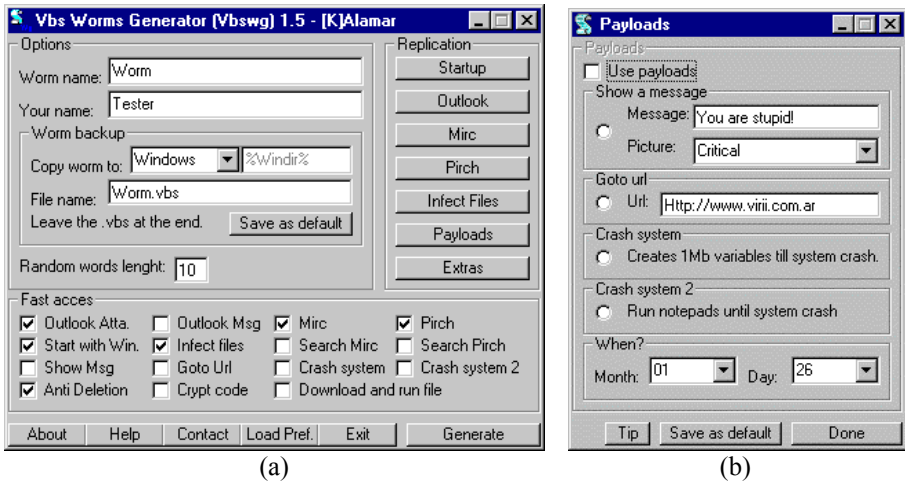 Vbs Worms Generator (Vbswg) 1.5 - [K]Alamar
Options
Worm name: Worm
Your name: Tester
Worm backup
Copy worm to: Windows %Windir%
File name: Worm.vbs
Leave the .vbs at the end. Save as default
Random words lenght: 10
Replication
Startup
Outlook
Mirc
Pirch
Infect Files
Payloads
Extras
Fast acces
Outlook Atta. Outlook Msg Mirc Pirch
Start with Win. Infect files Search Mirc Search Pirch
Show Msg Goto Url Crash system Crash system 2
Anti Deletion Crypt code Download and run file
About Help Contact Load Pref. Exit Generate
(a)
Payloads
Payloads
Use payloads
Show a message
Message: You are stupid!
Picture: Critical
Goto url
Url: Http://www.virii.com.ar
Crash system
Creates 1Mb variables till system crash.
Crash system 2
Run notepads until system crash
When?
Month: 01 Day: 26
Tip Save as default Done
(b)